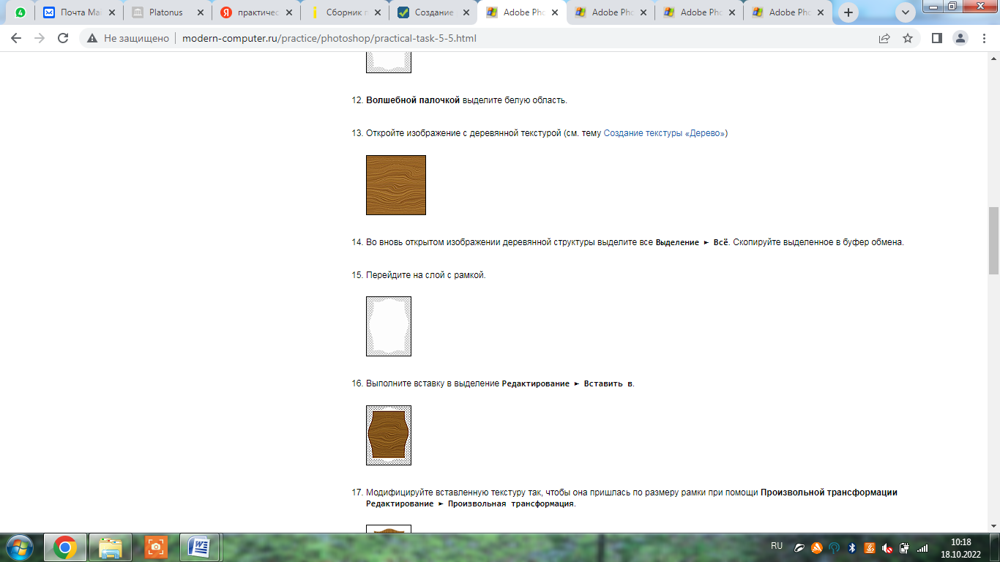 4
Почта Mai
Platonus
практичес
Сборник п
Создание
Adobe Pho
Adobe Pho
Adobe Pho
Adobe Pho
Не защищено
modern-computer.ru/practice/photoshop/practical-task-5-5.html
12. Волшебной палочкой выделите белую область.
13. Откройте изображение с деревянной текстурой (см. тему Создание текстуры «Дерево»)
14. Во вновь открытом изображении деревянной структуры выделите все Выделение ► Всё. Скопируйте выделенное в буфер обмена.
15. Перейдите на слой с рамкой.
16. Выполните вставку в выделение Редактирование ► Вставить в.
17. Модифицируйте вставленную текстуру так, чтобы она пришлась по размеру рамки при помощи Произвольной трансформации
Редактирование ► Произвольная трансформация.
RU
10:18
18.10.2022